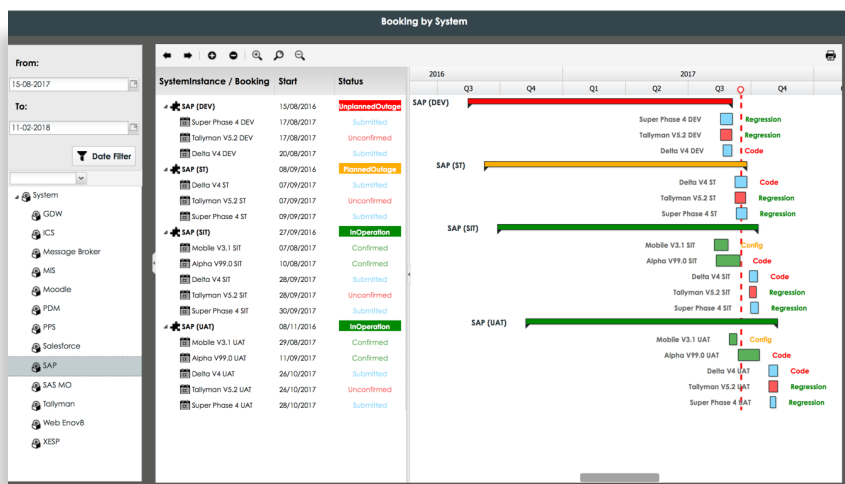 Booking by System
From:
15-08-2017
To:
11-02-2018
Date Filter
System
GDW
ICS
Message Broker
MIS
Moodle
PDM
PPS
Salesforce
SAP
SAS MO
Tallyman
Web Enov8
XESP
SystemInstance / Booking Start Status
SAP (DEV) 15/08/2016 UnplannedOutage
Super Phase 4 DEV 17/08/2017 Submitted
Tallyman V5.2 DEV 17/08/2017 Unconfirmed
Delta V4 DEV 20/08/2017 Submitted
SAP (ST) 08/09/2016 PlannedOutage
Delta V4 ST 07/09/2017 Submitted
Tallyman V5.2 ST 07/09/2017 Unconfirmed
Super Phase 4 ST 09/09/2017 Submitted
SAP (SIT) 27/09/2016 InOperation
Mobile V3.1 SIT 07/08/2017 Confirmed
Alpha V99.0 SIT 10/08/2017 Confirmed
Delta V4 SIT 28/09/2017 Submitted
Tallyman V5.2 SIT 28/09/2017 Unconfirmed
Super Phase 4 SIT 30/09/2017 Submitted
SAP (UAT) 08/11/2016 InOperation
Mobile V3.1 UAT 29/08/2017 Confirmed
Alpha V99.0 UAT 11/09/2017 Confirmed
Delta V4 UAT 26/10/2017 Submitted
Tallyman V5.2 UAT 26/10/2017 Unconfirmed
Super Phase 4 UAT 28/10/2017 Submitted
2016 2017
Q3 Q4 Q1 Q2 Q3 Q4
SAP (DEV)
Super Phase 4 DEV Regression
Tallyman V5.2 DEV Regression
Delta V4 DEV Code
SAP (ST)
Delta V4 ST Code
Tallyman V5.2 ST Regression
Super Phase 4 ST Regression
SAP (SIT)
Mobile V3.1 SIT Config
Alpha V99.0 SIT Code
Delta V4 SIT Code
Tallyman V5.2 SIT Regression
Super Phase 4 SIT Regression
SAP (UAT)
Mobile V3.1 UAT Config
Alpha V99.0 UAT Code
Delta V4 UAT Code
Tallyman V5.2 UAT Regression
Super Phase 4 UAT Regression